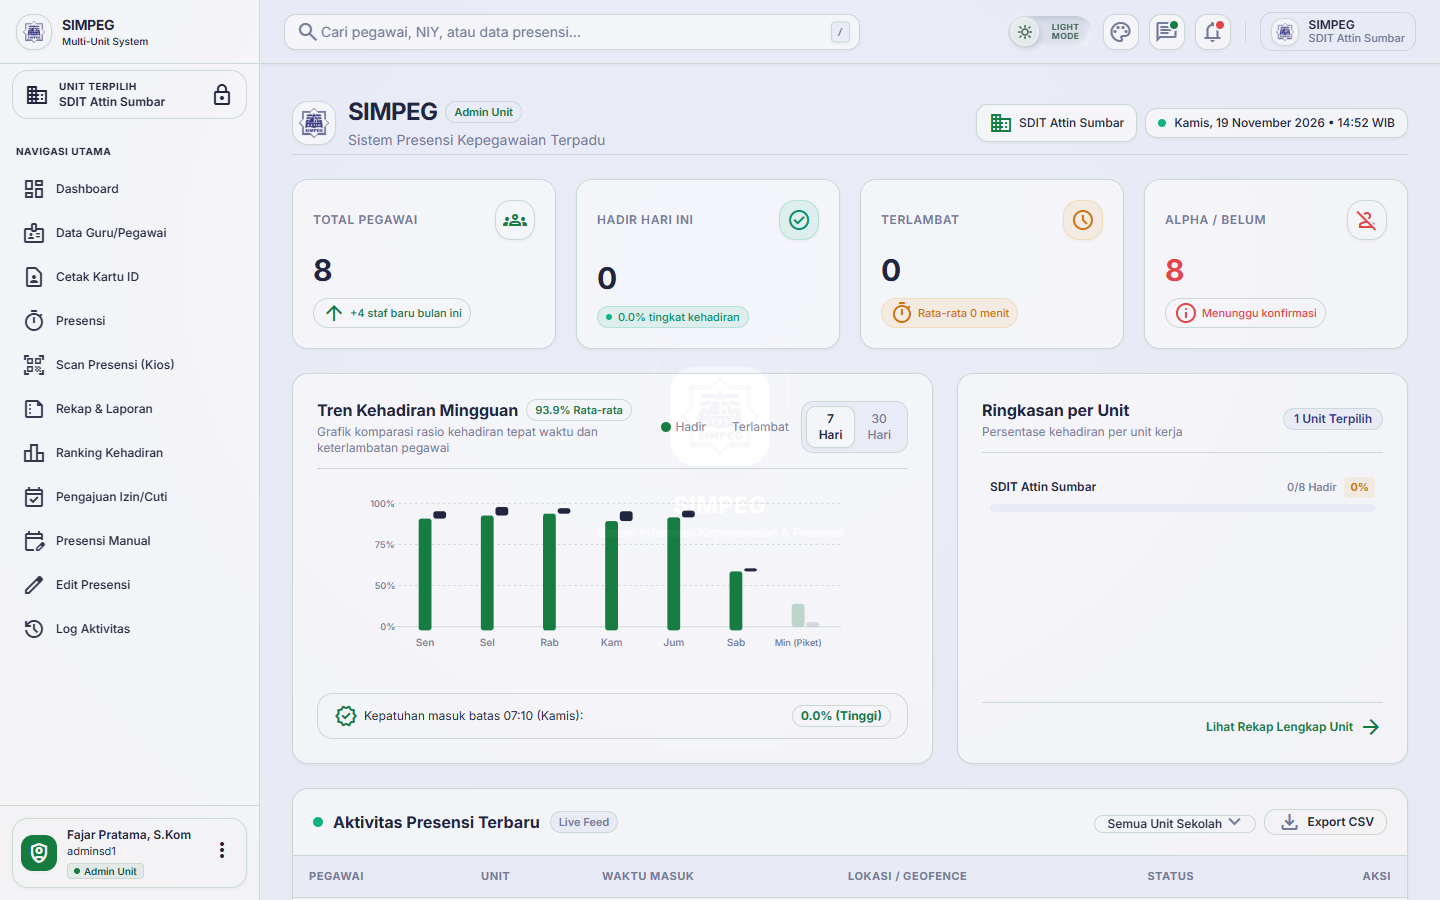 SIMPEG
Multi-Unit System
UNIT TERPILIH
SDIT Attin Sumbar
NAVIGASI UTAMA
Dashboard
Data Guru/Pegawai
Cetak Kartu ID
Presensi
Scan Presensi (Kios)
Rekap & Laporan
Ranking Kehadiran
Pengajuan Izin/Cuti
Presensi Manual
Edit Presensi
Log Aktivitas
Fajar Pratama, S.Kom
adminsd1
Admin Unit
Cari pegawai, NIY, atau data presensi...
/
LIGHT
MODE
SIMPEG
SDIT Attin Sumbar
SIMPEG
Admin Unit
Sistem Presensi Kepegawaian Terpadu
SDIT Attin Sumbar
Kamis, 19 November 2026 • 14:52 WIB
TOTAL PEGAWAI
8
+4 staf baru bulan ini
HADIR HARI INI
0
0.0% tingkat kehadiran
TERLAMBAT
0
Rata-rata 0 menit
ALPHA / BELUM
8
Menunggu konfirmasi
Tren Kehadiran Mingguan
93.9% Rata-rata
Grafik komparasi rasio kehadiran tepat waktu dan
keterlambatan pegawai
Hadir
Terlambat
7
Hari
30
Hari
100%
75%
50%
0%
Sen
Sel
Rab
Kam
Jum
Sab
Min (Piket)
SIMPEG
Kepegawaian & Presensi
Kepatuhan masuk batas 07:10 (Kamis):
0.0% (Tinggi)
Ringkasan per Unit
Persentase kehadiran per unit kerja
1 Unit Terpilih
SDIT Attin Sumbar
0/8 Hadir
0%
Lihat Rekap Lengkap Unit
Aktivitas Presensi Terbaru
Live Feed
Semua Unit Sekolah
Export CSV
PEGAWAI
UNIT
WAKTU MASUK
LOKASI / GEOFENCE
STATUS
AKSI